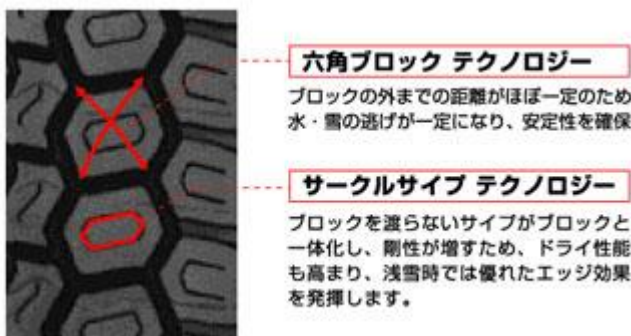 六角ブロック テクノロジー
ブロックの外までの距離がほぼ一定のため
水・雪の逃げが一定になり、安定性を確保
サークルサイプ テクノロジー
ブロックを渡らないサイプがブロックと
一体化し、剛性が増すため、ドライ性能
も高まり、浅雪時では優れたエッジ効果
を発揮します。